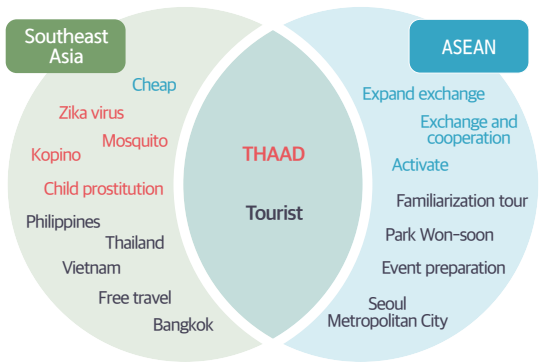 Southeast
Asia
Cheap
Zika virus
Mosquito
Kopino
Child prostitution
Philippines
Thailand
Vietnam
Free travel
Bangkok
THAAD
Tourist
ASEAN
Expand exchange
Exchange and
cooperation
Activate
Familiarization tour
Park Won-soon
Event preparation
Seoul
Metropolitan City